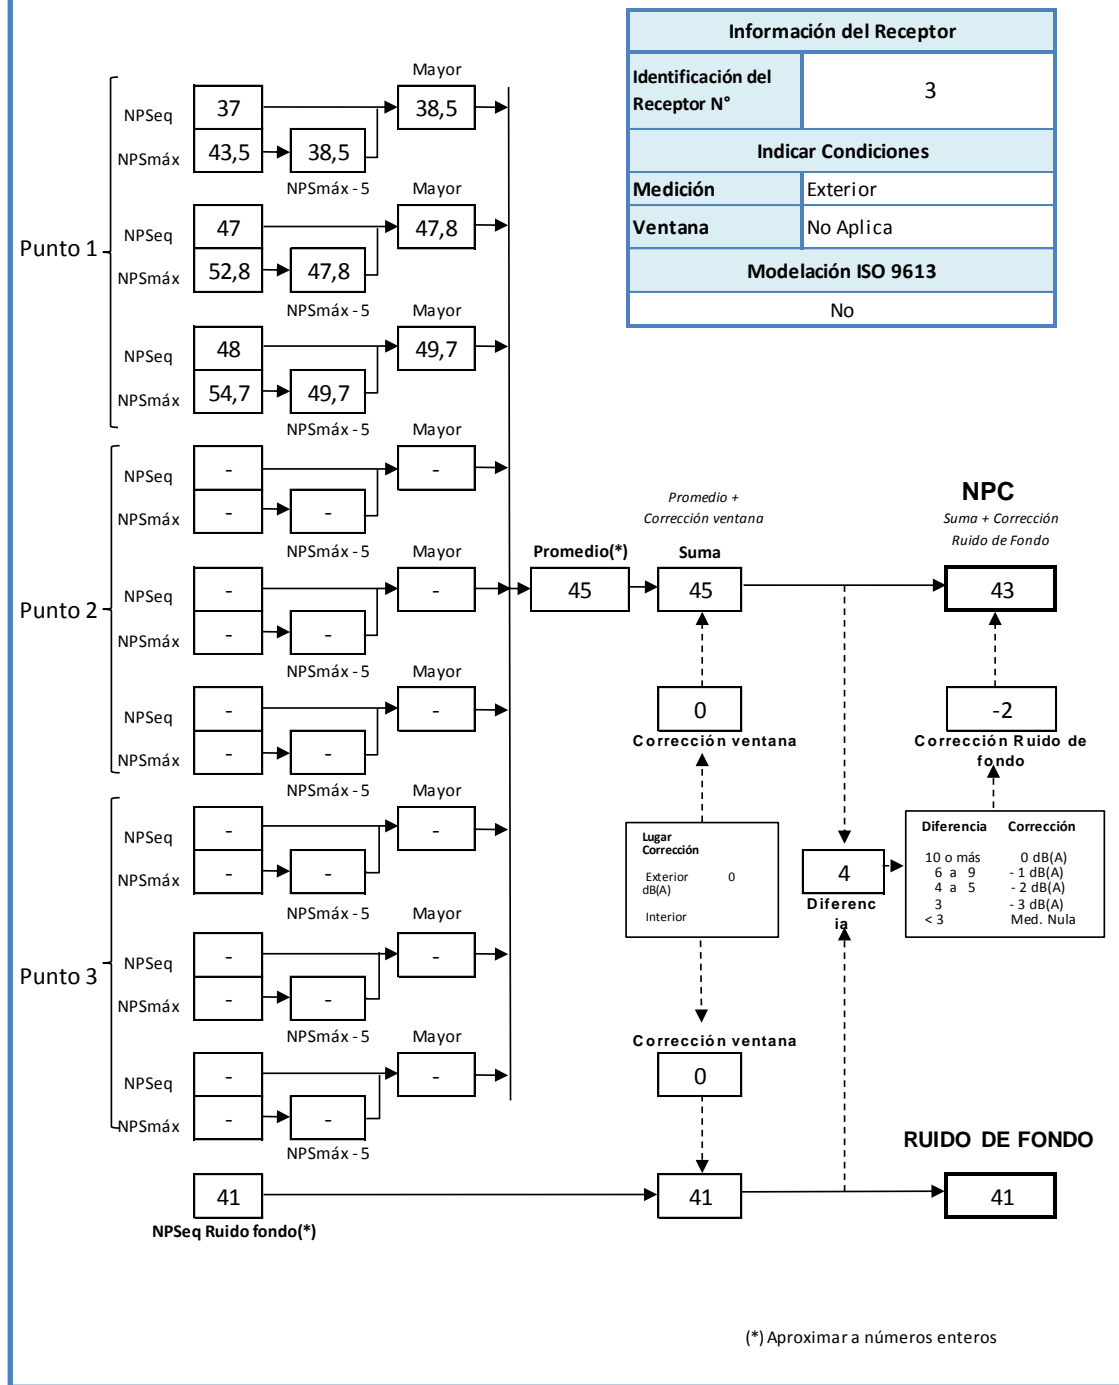 Información del Receptor
Identificación del
Receptor N°
3
Indicar Condiciones
Medición Exterior
Ventana No Aplica
Modelación ISO 9613
No
Punto 1
Mayor
NPSeq 37 38,5
NPSmáx 43,5 38,5
NPSmáx - 5
Mayor
NPSeq 47 47,8
NPSmáx 52,8 47,8
NPSmáx - 5
Mayor
NPSeq 48 49,7
NPSmáx 54,7 49,7
NPSmáx - 5
Punto 2
Mayor
NPSeq - -
NPSmáx - -
NPSmáx - 5
Mayor
NPSeq - -
NPSmáx - -
NPSmáx - 5
Mayor
NPSeq - -
NPSmáx - -
NPSmáx - 5
Punto 3
Mayor
NPSeq - -
NPSmáx - -
NPSmáx - 5
Mayor
NPSeq - -
NPSmáx - -
NPSmáx - 5
Mayor
NPSeq - -
NPSmáx - -
NPSmáx - 5
Promedio(*)
45
Promedio +
Corrección ventana
Suma
45
NPC
Suma + Corrección
Ruido de Fondo
43
0
Corrección ventana
-2
Corrección Ruido de
fondo
Lugar
Corrección
Exterior 0
dB(A)
Interior
4
Diferenc
ia
Diferencia Corrección
10 o más 0 dB(A)
6 a 9 - 1 dB(A)
4 a 5 - 2 dB(A)
3 - 3 dB(A)
< 3 Med. Nula
Corrección ventana
0
RUIDO DE FONDO
41 41 41
NPSeq Ruido fondo(*)
(*) Aproximar a números enteros